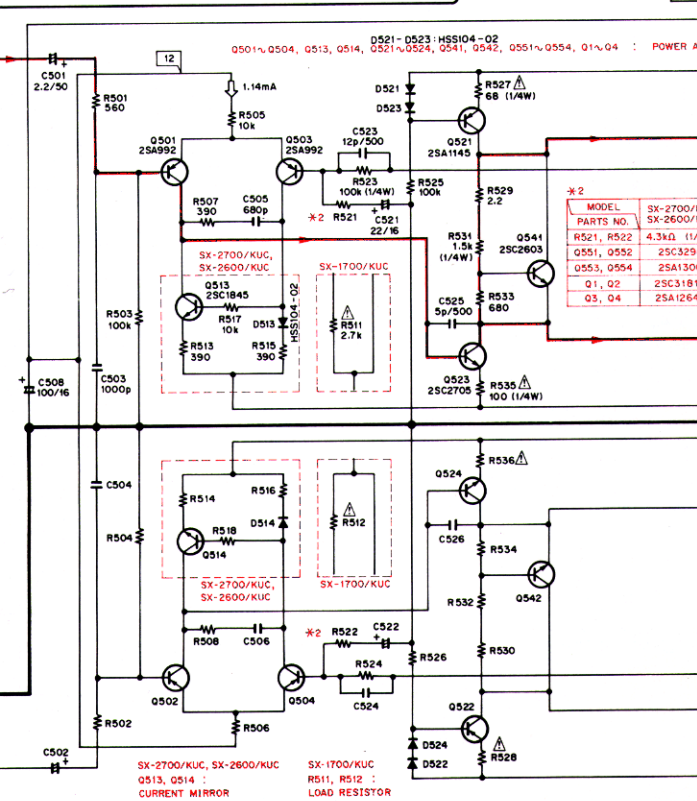 D521-D523:HSS104-02
Q501~Q504, Q513, Q514, Q521~Q524, Q541, Q542, Q551~Q554, Q1~Q4 : POWER A
12
C501
2.2/50
R501
560
1.14mA
R505
10k
D521
D523
R527
68 (1/4W)
Q501
2SA992
Q503
2SA992
C523
12p/500
R523
100k (1/4W)
R521
C521
22/16
R525
100k
Q521
2SA1145
R507
390
C505
680p
*2
R529
2.2
R531
1.5k
(1/4W)
Q541
2SC2603
*2
MODEL
PARTS NO.
SX-2700/
SX-2600/
R521, R522
4.3kΩ (1/
Q551, Q552
2SC329
Q553, Q554
2SA130
Q1, Q2
2SC3181
Q3, Q4
2SA1264
SX-2700/KUC,
SX-2600/KUC
SX-1700/KUC
Q513
2SC1845
R517
10k
D513
HSS104-02
R513
390
R515
390
R511
2.7k
R503
100k
C525
5p/500
R533
680
Q523
2SC2705
R535
100 (1/4W)
C508
100/16
C503
1000p
C504
R504
R514
R516
R518
D514
Q514
R512
SX-2700/KUC,
SX-2600/KUC
SX-1700/KUC
Q524
R536
C526
R534
R532
Q542
R530
R508
C506
*2
R522
C522
R524
C524
R526
Q502
Q504
R502
R506
Q522
C502
D524
D522
R528
SX-2700/KUC, SX-2600/KUC
Q513, Q514 :
CURRENT MIRROR
SX-1700/KUC
R511, R512 :
LOAD RESISTOR